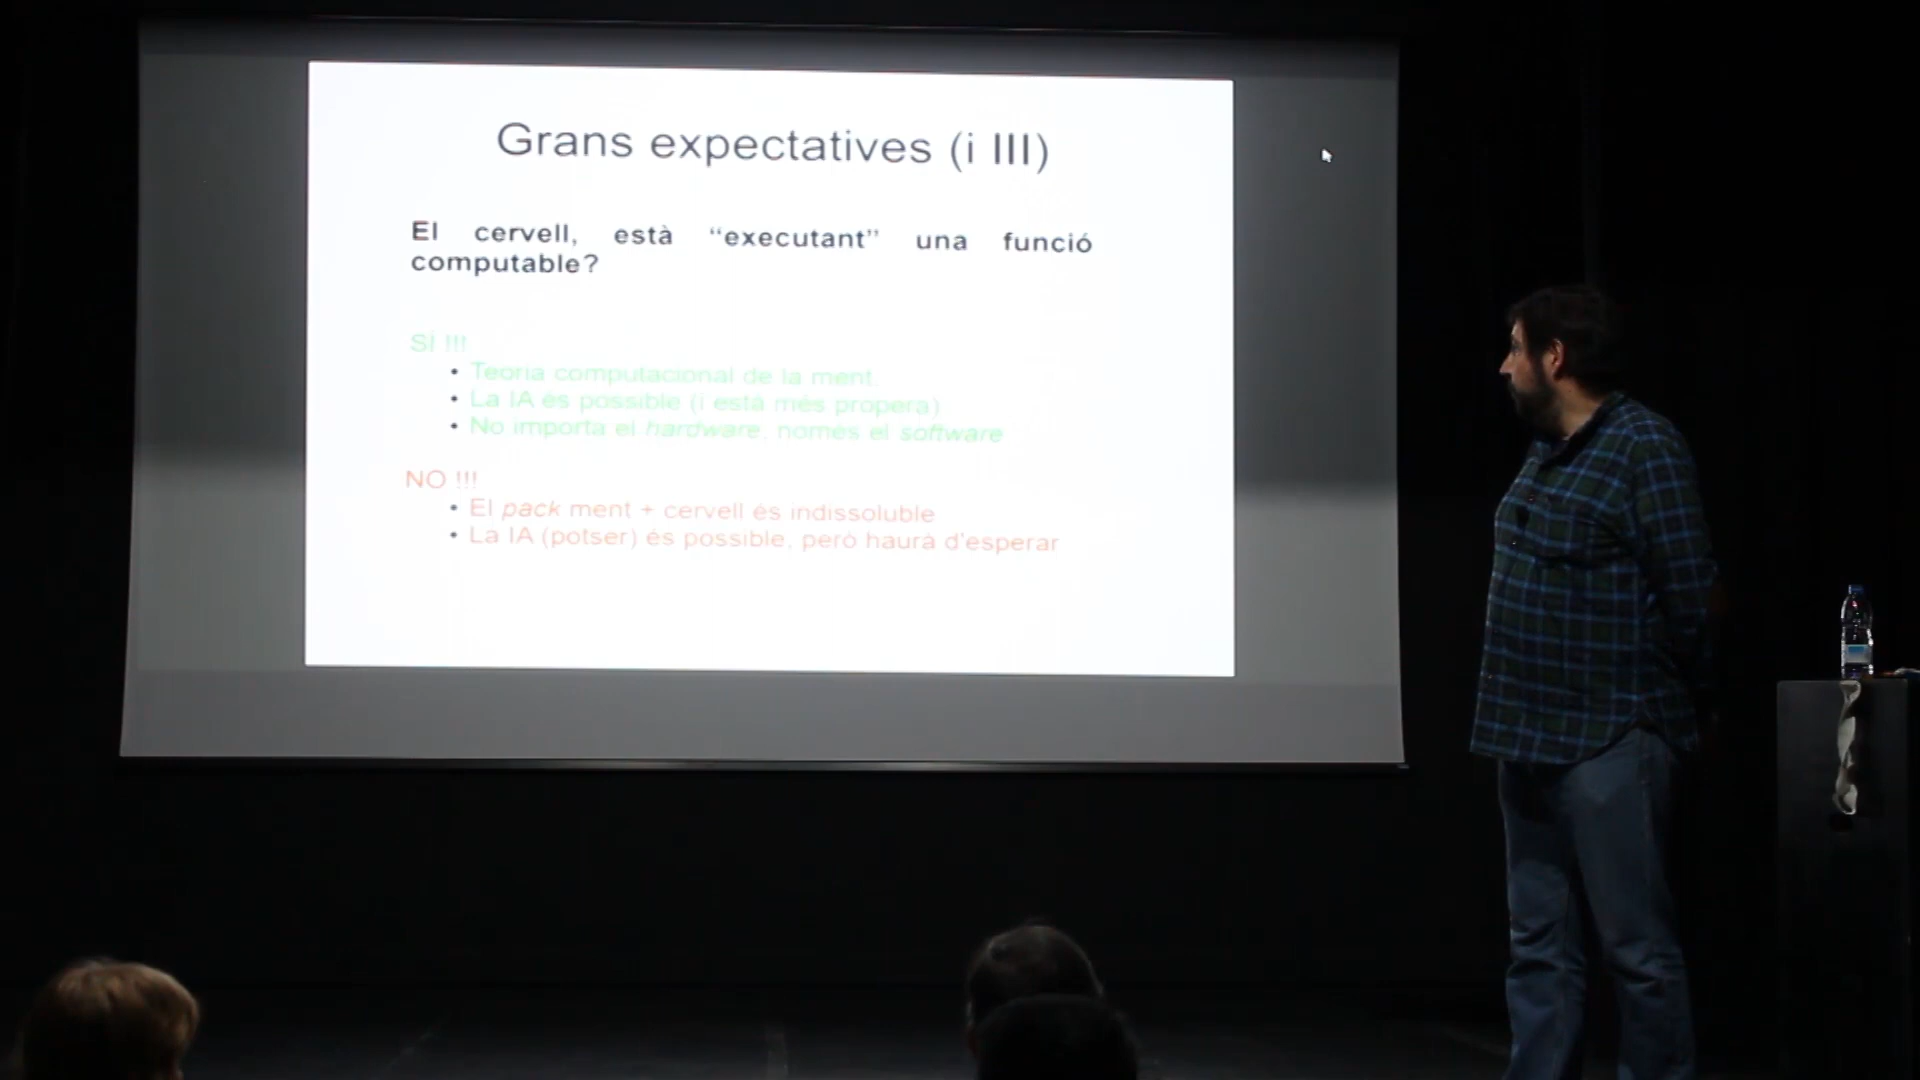 Grans expectatives (i III)
El cervell, està “executant” una funció
computable?
SÍ !!!
• Teoria computacional de la ment.
• La IA és possible (i està més propera)
• No importa el hardware, només el software
NO !!!
• El pack ment + cervell és indissoluble
• La IA (potser) és possible, però haurà d'esperar